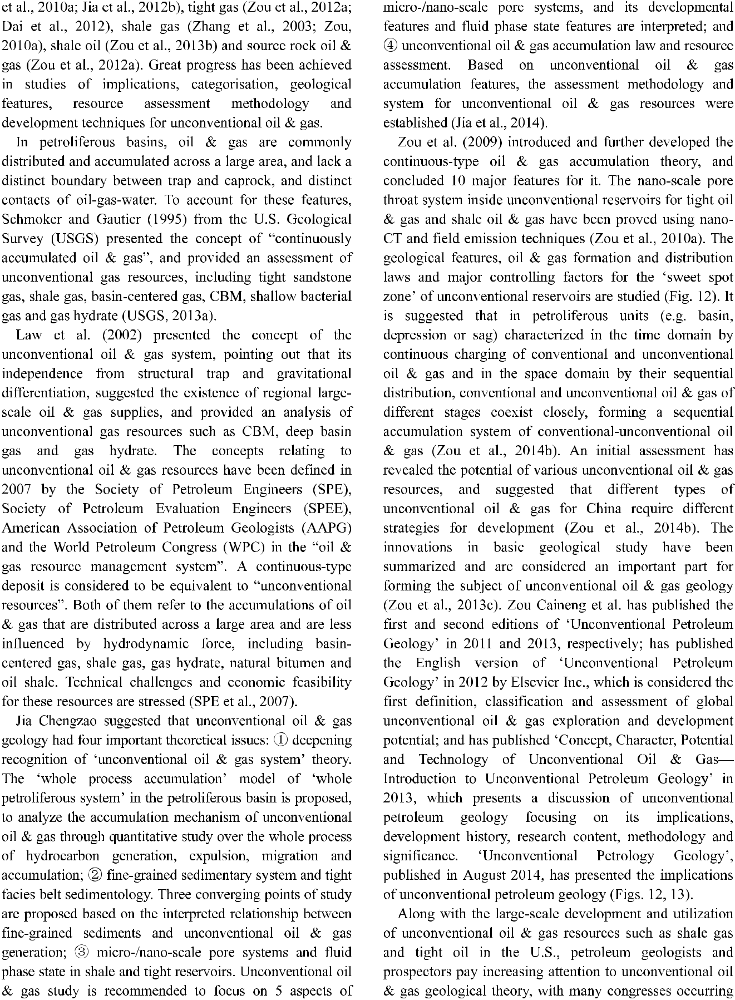 et al., 2010a; Jia et al., 2012b), tight gas (Zou et al., 2012a;
Dai et al., 2012), shale gas (Zhang et al., 2003; Zou,
2010a), shale oil (Zou et al., 2013b) and source rock oil &
gas (Zou et al., 2012a). Great progress has been achieved
in studies of implications, categorisation, geological
features, resource assessment methodology and
development techniques for unconventional oil & gas.
In petroliferous basins, oil & gas are commonly
distributed and accumulated across a large area, and lack a
distinct boundary between trap and caprock, and distinct
contacts of oil-gas-water. To account for these features,
Schmoker and Gautier (1995) from the U.S. Geological
Survey (USGS) presented the concept of “continuously
accumulated oil & gas”, and provided an assessment of
unconventional gas resources, including tight sandstone
gas, shale gas, basin-centered gas, CBM, shallow bacterial
gas and gas hydrate (USGS, 2013a).
Law et al. (2002) presented the concept of the
unconventional oil & gas system, pointing out that its
independence from structural trap and gravitational
differentiation, suggested the existence of regional large-
scale oil & gas supplies, and provided an analysis of
unconventional gas resources such as CBM, deep basin
gas and gas hydrate. The concepts relating to
unconventional oil & gas resources have been defined in
2007 by the Society of Petroleum Engineers (SPE),
Society of Petroleum Evaluation Engineers (SPEE),
American Association of Petroleum Geologists (AAPG)
and the World Petroleum Congress (WPC) in the “oil &
gas resource management system”. A continuous-type
deposit is considered to be equivalent to “unconventional
resources”. Both of them refer to the accumulations of oil
& gas that are distributed across a large area and are less
influenced by hydrodynamic force, including basin-
centered gas, shale gas, gas hydrate, natural bitumen and
oil shale. Technical challenges and economic feasibility
for these resources are stressed (SPE et al., 2007).
Jia Chengzao suggested that unconventional oil & gas
geology had four important theoretical issues: ① deepening
recognition of ‘unconventional oil & gas system’ theory.
The ‘whole process accumulation’ model of ‘whole
petroliferous system’ in the petroliferous basin is proposed,
to analyze the accumulation mechanism of unconventional
oil & gas through quantitative study over the whole process
of hydrocarbon generation, expulsion, migration and
accumulation; ② fine-grained sedimentary system and tight
facies belt sedimentology. Three converging points of study
are proposed based on the interpreted relationship between
fine-grained sediments and unconventional oil & gas
generation; ③ micro-/nano-scale pore systems and fluid
phase state in shale and tight reservoirs. Unconventional oil
& gas study is recommended to focus on 5 aspects of
micro-/nano-scale pore systems, and its developmental
features and fluid phase state features are interpreted; and
④ unconventional oil & gas accumulation law and resource
assessment. Based on unconventional oil & gas
accumulation features, the assessment methodology and
system for unconventional oil & gas resources were
established (Jia et al., 2014).
Zou et al. (2009) introduced and further developed the
continuous-type oil & gas accumulation theory, and
concluded 10 major features for it. The nano-scale pore
throat system inside unconventional reservoirs for tight oil
& gas and shale oil & gas have been proved using nano-
CT and field emission techniques (Zou et al., 2010a). The
geological features, oil & gas formation and distribution
laws and major controlling factors for the ‘sweet spot
zone’ of unconventional reservoirs are studied (Fig. 12). It
is suggested that in petroliferous units (e.g. basin,
depression or sag) characterized in the time domain by
continuous charging of conventional and unconventional
oil & gas and in the space domain by their sequential
distribution, conventional and unconventional oil & gas of
different stages coexist closely, forming a sequential
accumulation system of conventional-unconventional oil
& gas (Zou et al., 2014b). An initial assessment has
revealed the potential of various unconventional oil & gas
resources, and suggested that different types of
unconventional oil & gas for China require different
strategies for development (Zou et al., 2014b). The
innovations in basic geological study have been
summarized and are considered an important part for
forming the subject of unconventional oil & gas geology
(Zou et al., 2013c). Zou Caineng et al. has published the
first and second editions of ‘Unconventional Petroleum
Geology’ in 2011 and 2013, respectively; has published
the English version of ‘Unconventional Petroleum
Geology’ in 2012 by Elsevier Inc., which is considered the
first definition, classification and assessment of global
unconventional oil & gas exploration and development
potential; and has published ‘Concept, Character, Potential
and Technology of Unconventional Oil & Gas—
Introduction to Unconventional Petroleum Geology’ in
2013, which presents a discussion of unconventional
petroleum geology focusing on its implications,
development history, research content, methodology and
significance. ‘Unconventional Petrology Geology’,
published in August 2014, has presented the implications
of unconventional petroleum geology (Figs. 12, 13).
Along with the large-scale development and utilization
of unconventional oil & gas resources such as shale gas
and tight oil in the U.S., petroleum geologists and
prospectors pay increasing attention to unconventional oil
& gas geological theory, with many congresses occurring